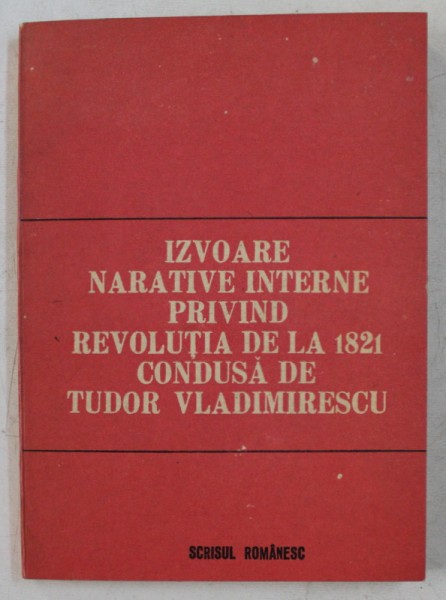 IZVOARE
NARATIVE INTERNE
PRIVIND
REVOLUȚIA DE LA 1821
CONDUSĂ DE
TUDOR VLADIMIRESCU
SCRISUL ROMÂNESC